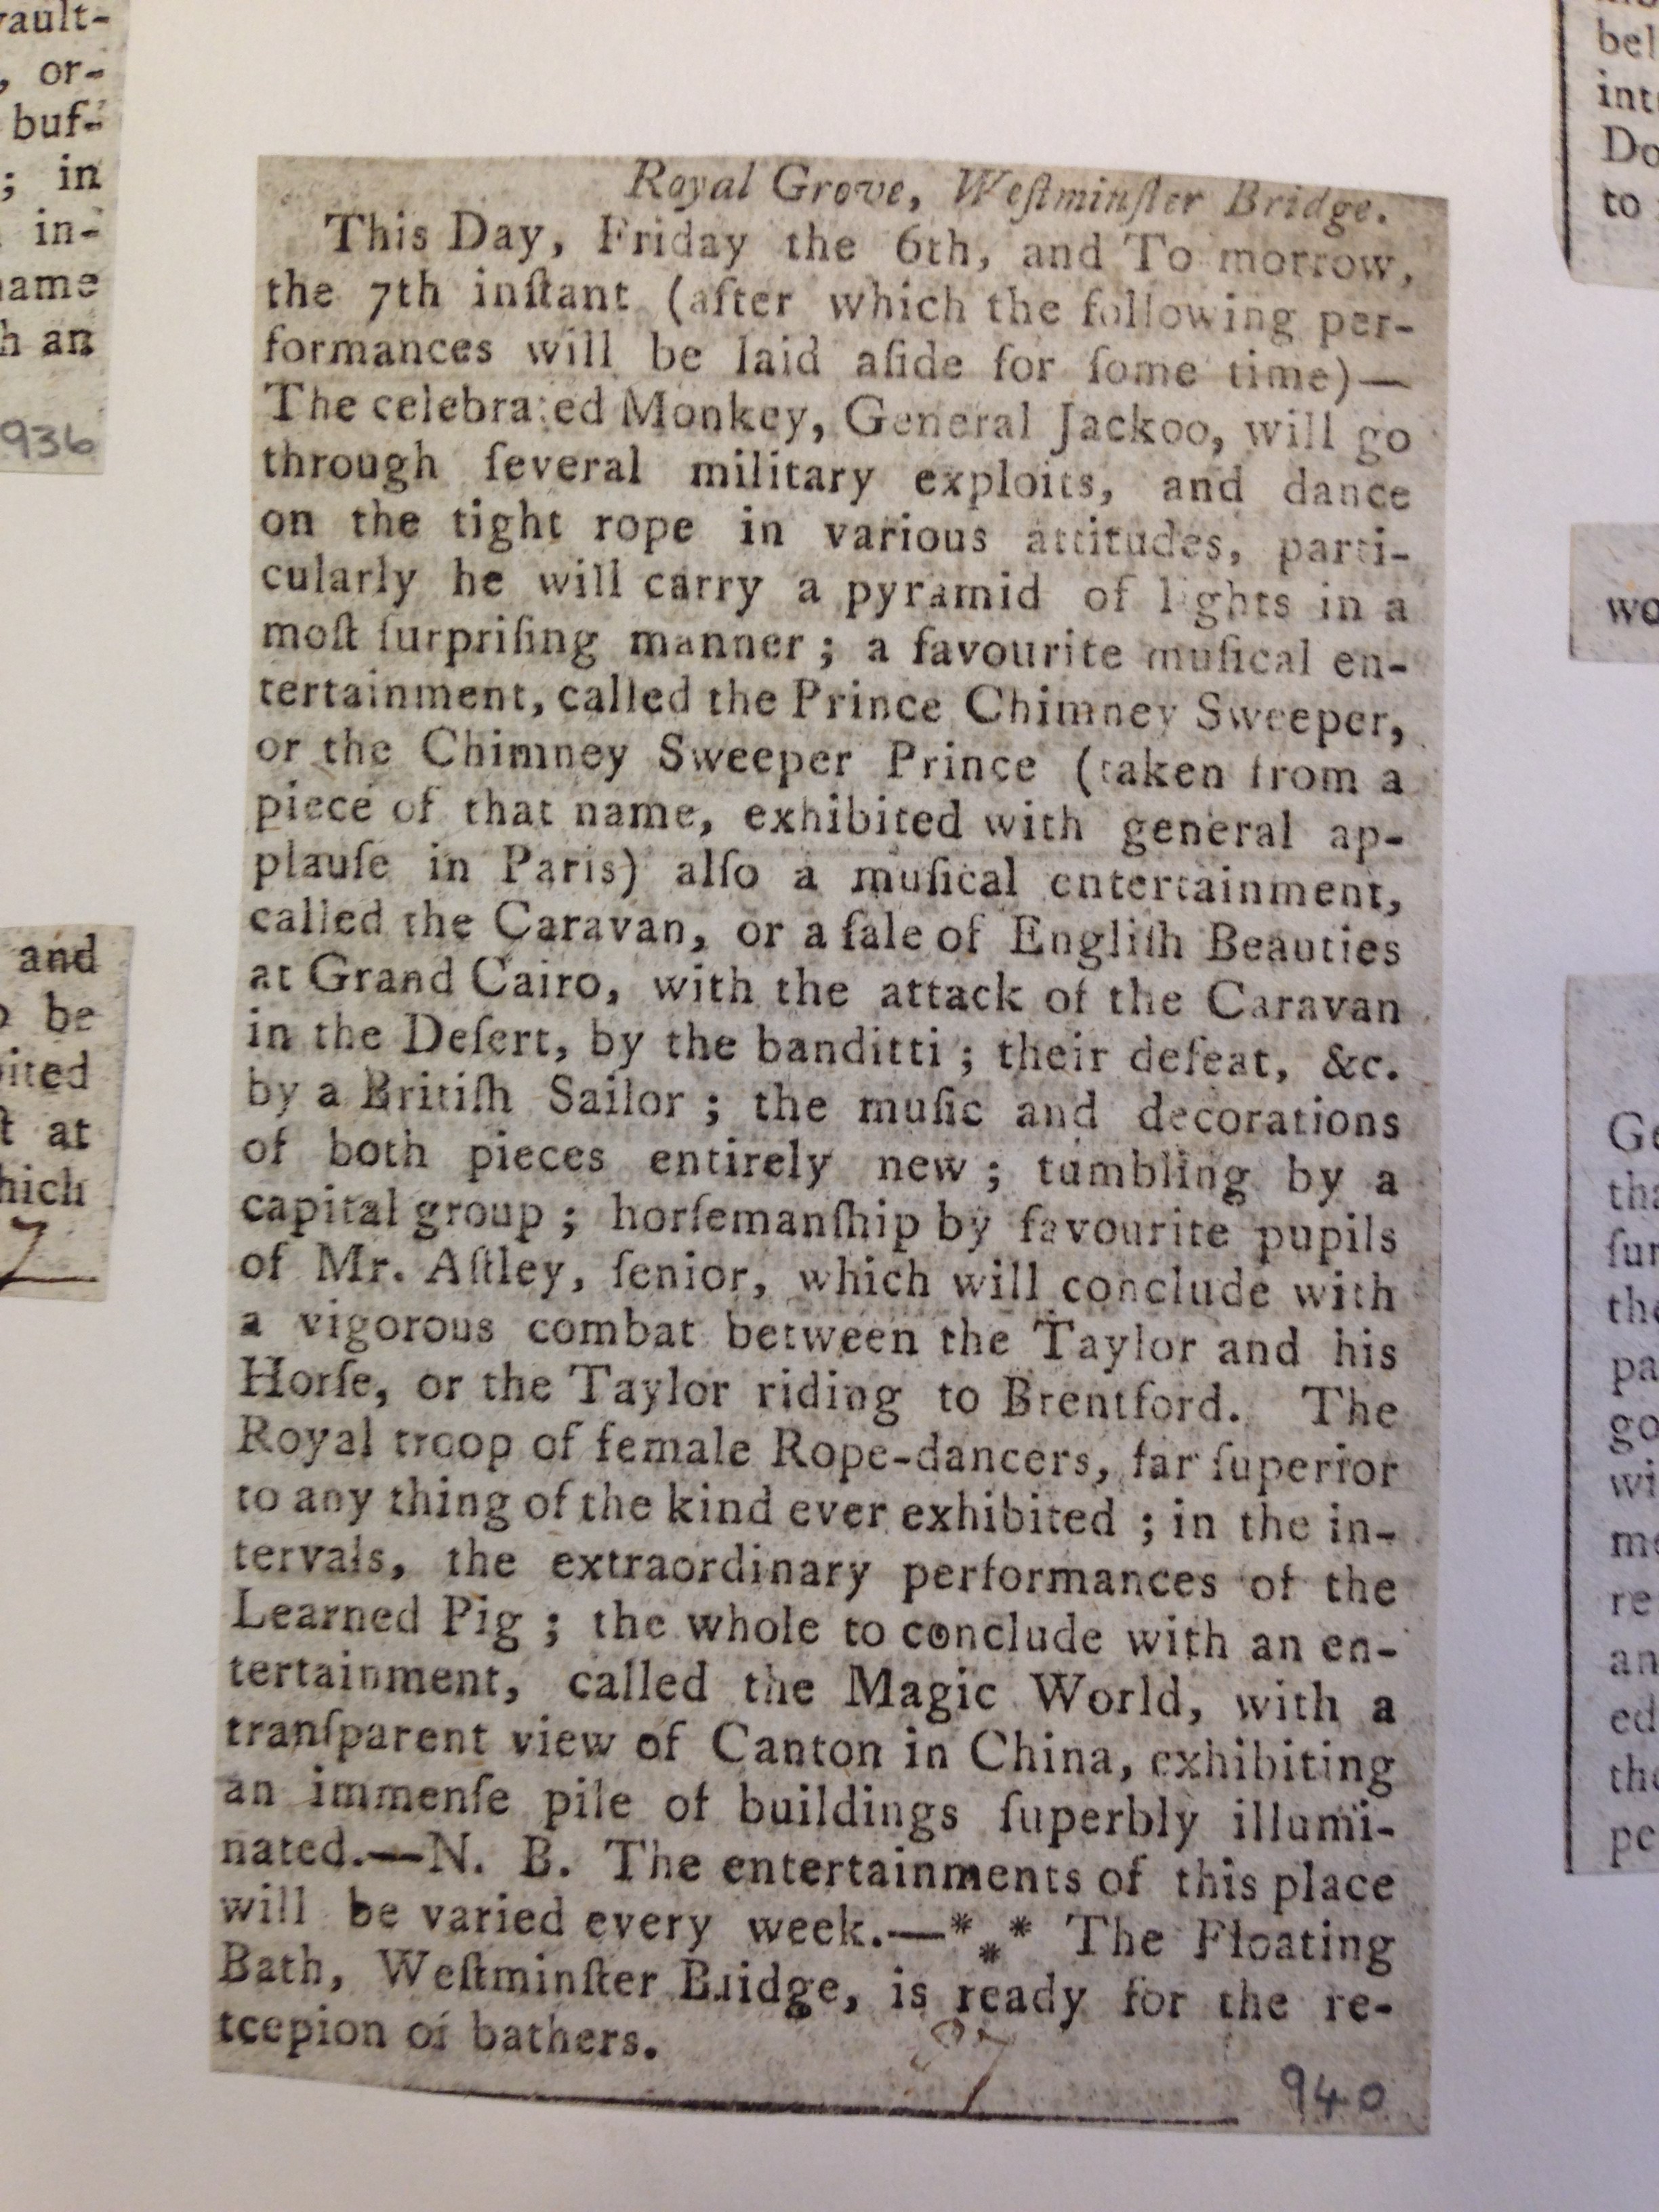 vault-
, or-
buf-
; in
in-
name
h an
936
and
be
ited
ſt at
hich
7
Royal Grove, Weſtminſter Bridge.
This Day, Friday the 6th, and To morrow,
the 7th inſtant (after which the following per-
formances will be laid aſide for ſome time)—
The celebrated Monkey, General Jackoo, will go
through ſeveral military exploits, and dance
on the tight rope in various attitudes, parti-
cularly he will carry a pyramid of lights in a
moſt ſurpriſing manner; a favourite muſical en-
tertainment, called the Prince Chimney Sweeper,
or the Chimney Sweeper Prince (taken from a
piece of that name, exhibited with general ap-
plauſe in Paris) alſo a muſical entertainment,
called the Caravan, or a ſale of Engliſh Beauties
at Grand Cairo, with the attack of the Caravan
in the Deſert, by the banditti; their defeat, &c.
by a Britiſh Sailor; the muſic and decorations
of both pieces entirely new; tumbling by a
capital group; horſemanſhip by favourite pupils
of Mr. Aſtley, ſenior, which will conclude with
a vigorous combat between the Taylor and his
Horſe, or the Taylor riding to Brentford. The
Royal troop of female Rope-dancers, far ſuperior
to any thing of the kind ever exhibited; in the in-
tervals, the extraordinary performances of the
Learned Pig; the whole to conclude with an en-
tertainment, called the Magic World, with a
tranſparent view of Canton in China, exhibiting
an immenſe pile of buildings ſuperbly illumi-
nated.—N. B. The entertainments of this place
will be varied every week.—*⁎* The Floating
Bath, Weſtminſter Bridge, is ready for the re-
tcepion of bathers.
940
bel
int
Do
to
wo
Ge
tha
ſur
the
pa
go
wi
me
re
an
ed
the
pe